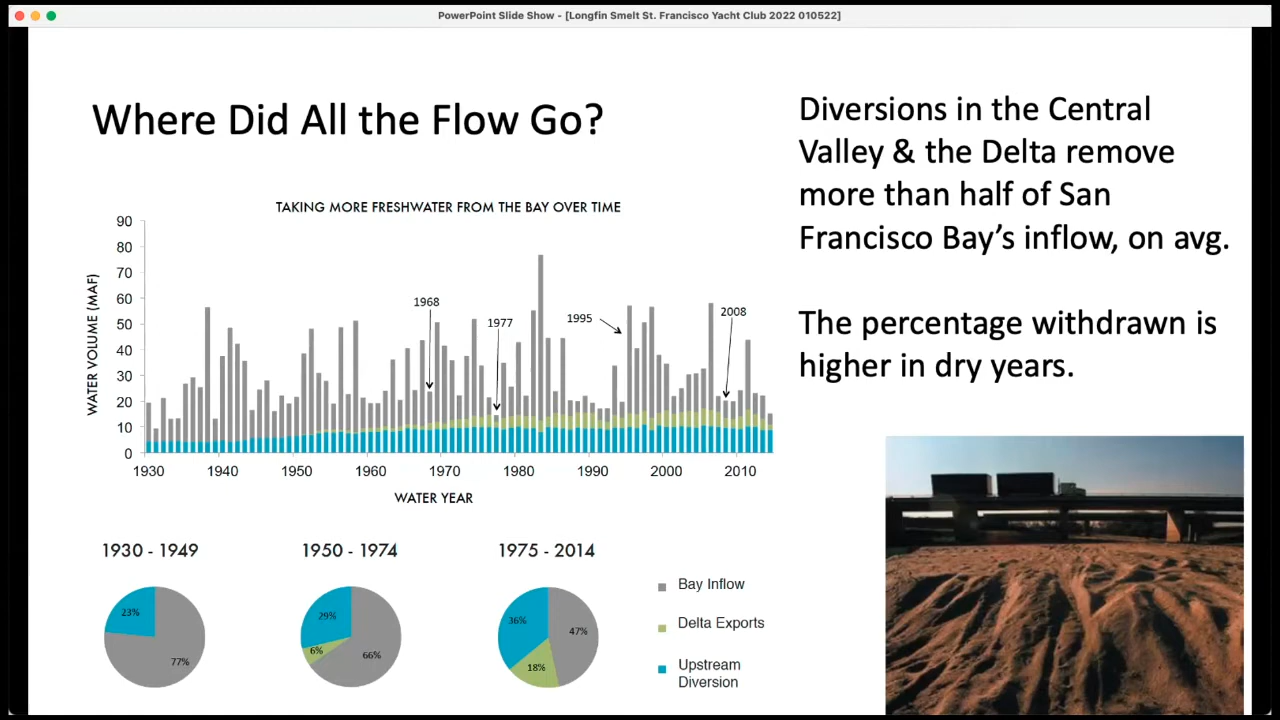 PowerPoint Slide Show - [Longfin Smelt St. Francisco Yacht Club 2022 010522]
Where Did All the Flow Go?
Diversions in the Central
Valley & the Delta remove
more than half of San
Francisco Bay's inflow, on avg.
The percentage withdrawn is
higher in dry years.
TAKING MORE FRESHWATER FROM THE BAY OVER TIME
WATER VOLUME (MAF)
90
80
70
60
50
40
30
20
10
0
1968
1977
1995
2008
1930
1940
1950
1960
1970
1980
1990
2000
2010
WATER YEAR
1930 - 1949
23%
77%
1950 - 1974
29%
6%
66%
1975 - 2014
36%
47%
18%
Bay Inflow
Delta Exports
Upstream
Diversion